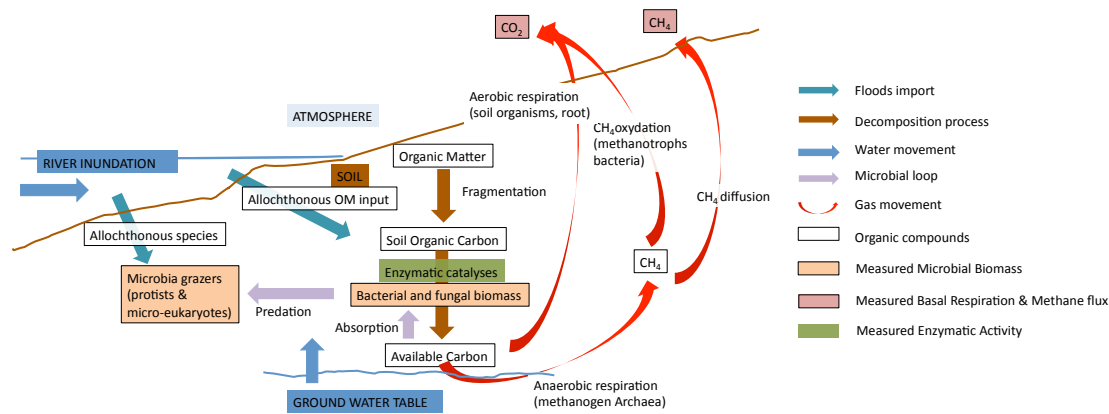 CO2
CH4
Aerobic respiration
(soil organisms, root)
ATMOSPHERE
CH4oxydation
(methanotrophs
bacteria)
RIVER INUNDATION
Organic Matter
SOIL
Fragmentation
Allochthonous OM input
CH4 diffusion
Allochthonous species
Soil Organic Carbon
CH4
Enzymatic catalyses
Microbia grazers
(protists &
micro-eukaryotes)
Bacterial and fungal biomass
Predation
Absorption
Available Carbon
Anaerobic respiration
(methanogen Archaea)
GROUND WATER TABLE
Floods import
Decomposition process
Water movement
Microbial loop
Gas movement
Organic compounds
Measured Microbial Biomass
Measured Basal Respiration & Methane flux
Measured Enzymatic Activity